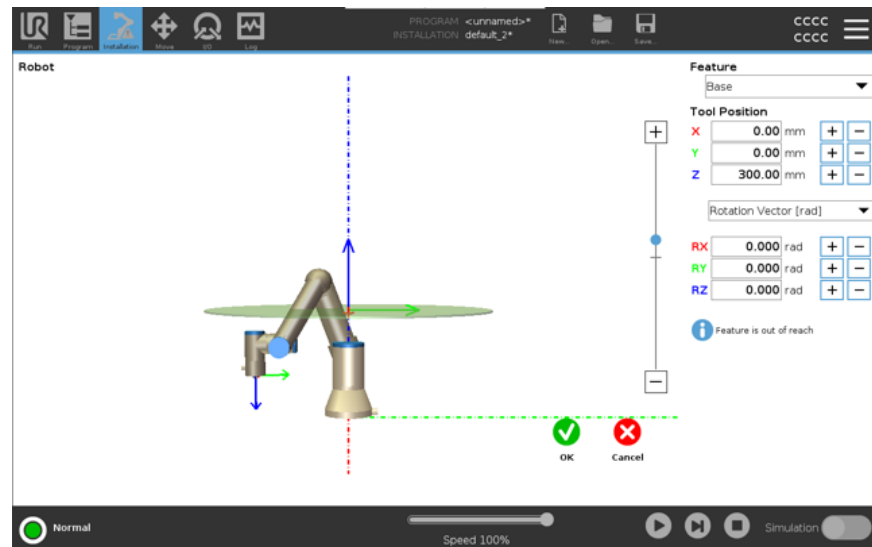 UR
PROGRAM <unnamed>*
INSTALLATION default_2*
CCCC
CCCC
Run Program Installation Move I/O Log New... Open... Save...
Robot
Feature
Base
Tool Position
X 0.00 mm + −
Y 0.00 mm + −
Z 300.00 mm + −
Rotation Vector [rad]
RX 0.000 rad + −
RY 0.000 rad + −
RZ 0.000 rad + −
Feature is out of reach
OK Cancel
Normal
Speed 100%
Simulation